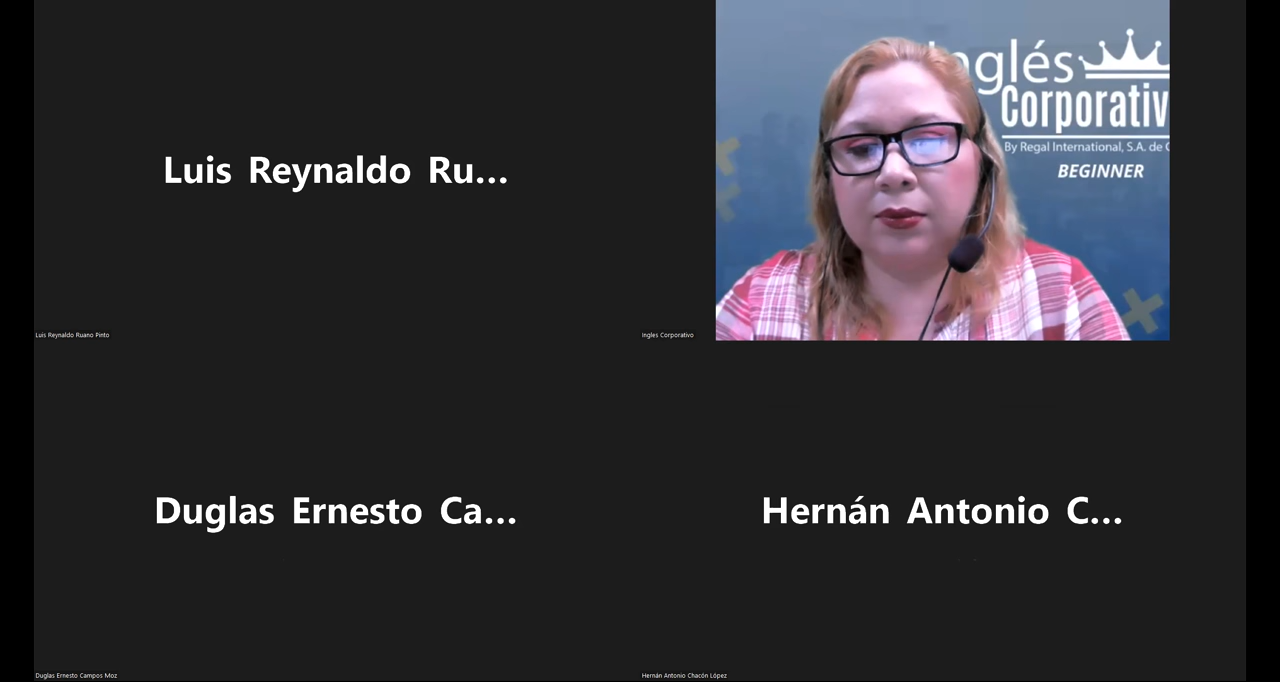 Luis Reynaldo Ru...
Inglés
Corporativ
By Regal International, S.A. de C
BEGINNER
Luis Reynaldo Ruano Pinto
Ingles Corporativo
Duglas Ernesto Ca...
Hernán Antonio C...
Duglas Ernesto Campos Moz
Hernán Antonio Chacón López